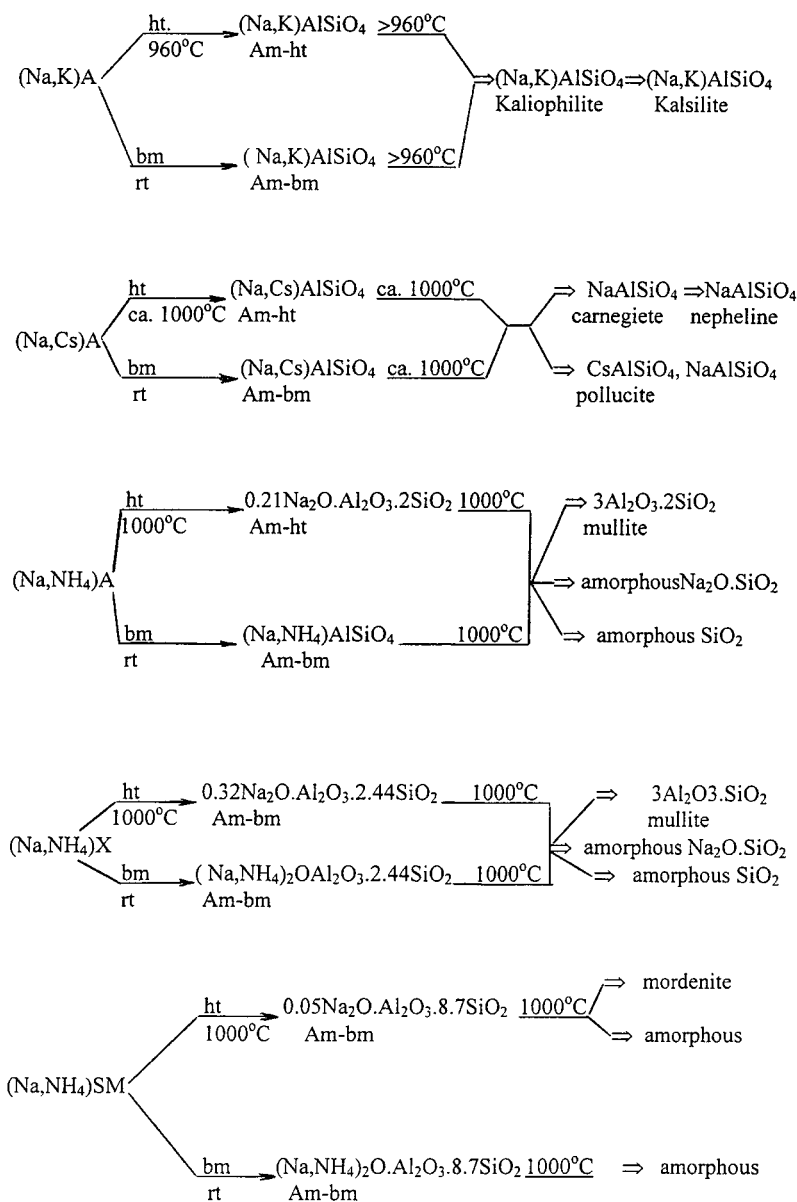 ht. (Na,K)AlSiO₄ >960°C
960°C Am-ht
(Na,K)A ⇒(Na,K)AlSiO₄⇒(Na,K)AlSiO₄
Kaliophilite Kalsilite
bm ( Na,K)AlSiO₄ >960°C
rt Am-bm
ht (Na,Cs)AlSiO₄ ca. 1000°C ⇒ NaAlSiO₄ ⇒NaAlSiO₄
ca. 1000°C Am-ht carnegiete nepheline
(Na,Cs)A
bm (Na,Cs)AlSiO₄ ca. 1000°C ⇒ CsAlSiO₄, NaAlSiO₄
rt Am-bm pollucite
ht 0.21Na₂O.Al₂O₃.2SiO₂ 1000°C ⇒ 3Al₂O₃.2SiO₂
1000°C Am-ht mullite
(Na,NH₄)A ⇒ amorphousNa₂O.SiO₂
bm (Na,NH₄)AlSiO₄ 1000°C ⇒ amorphous SiO₂
rt Am-bm
ht 0.32Na₂O.Al₂O₃.2.44SiO₂ 1000°C ⇒ 3Al₂O3.SiO₂
1000°C Am-bm mullite
(Na,NH₄)X ⇒ amorphous Na₂O.SiO₂
bm ( Na,NH₄)₂OAl₂O₃.2.44SiO₂ 1000°C ⇒ amorphous SiO₂
rt Am-bm
⇒ mordenite
ht 0.05Na₂O.Al₂O₃.8.7SiO₂ 1000°C
1000°C Am-bm ⇒ amorphous
(Na,NH₄)SM
bm (Na,NH₄)₂O.Al₂O₃.8.7SiO₂ 1000°C ⇒ amorphous
rt Am-bm